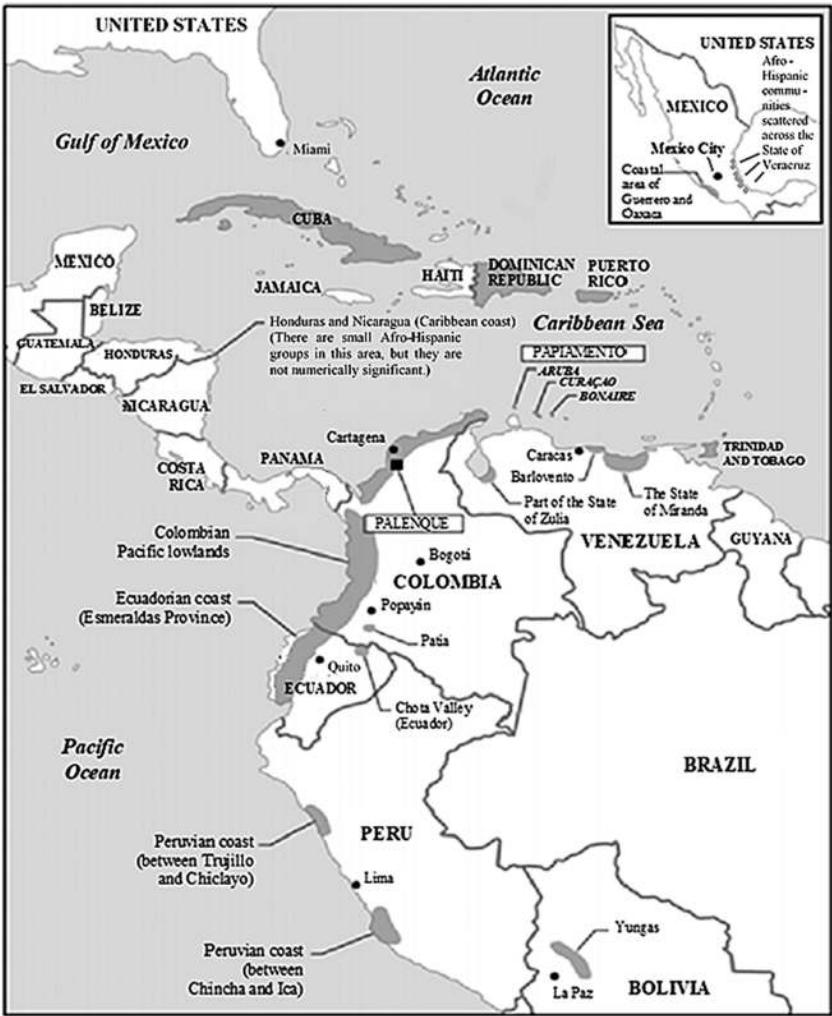 UNITED STATES
Atlantic
Ocean
Gulf of Mexico
Miami
UNITED STATES
Afro-
Hispanic
commu-
nities
scattered
across the
State of
Veracruz
MEXICO
Mexico City
Coastal
area of
Guerrero and
Oaxaca
CUBA
MEXICO
HAITI
DOMINICAN
REPUBLIC
PUERTO
RICO
JAMAICA
BELIZE
Honduras and Nicaragua (Caribbean coast)
(There are small Afro-Hispanic
groups in this area, but they are
not numerically significant.)
Caribbean Sea
GUATEMALA
HONDURAS
PAPIAMENTO
ARUBA
CURAÇAO
BONAIRE
EL SALVADOR
NICARAGUA
Cartagena
Caracas
TRINIDAD
AND TOBAGO
COSTA
RICA
PANAMA
Barlovento
Part of the State
of Zulia
The State
of Miranda
PALENQUE
Colombian
Pacific lowlands
VENEZUELA
GUYANA
Bogotí
COLOMBIA
Ecuadorian coast
(Esmeraldas Province)
Popayán
Patia
Quito
ECUADOR
Chota Valley
(Ecuador)
Pacific
Ocean
BRAZIL
Peruvian coast
(between Trujillo
and Chiclayo)
PERU
Lima
Peruvian coast
(between
Chincha and Ica)
Yungas
La Paz
BOLIVIA